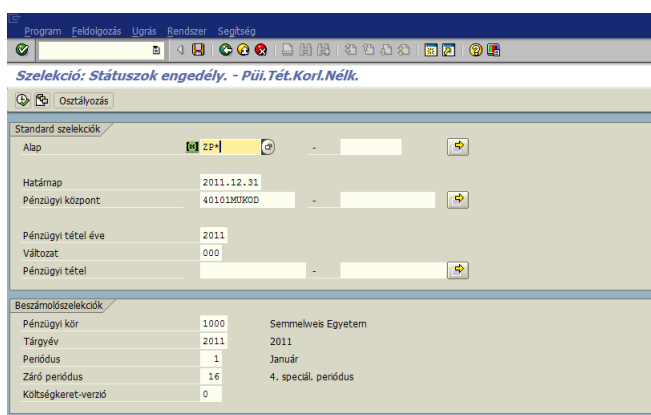 Program Feldolgozás Ugrás Rendszer Segítség
Szelekció: Státuszok engedély. - Püi.Tét.Korl.Nélk.
Osztályozás
Standard szelekciók
Alap ZP* -
Határnap 2011.12.31
Pénzügyi központ 40101MUKOD -
Pénzügyi tétel éve 2011
Változat 000
Pénzügyi tétel -
Beszámolószelekciók
Pénzügyi kör 1000 Semmelweis Egyetem
Tárgyév 2011 2011
Periódus 1 Január
Záró periódus 16 4. speciál. periódus
Költségkeret-verzió 0